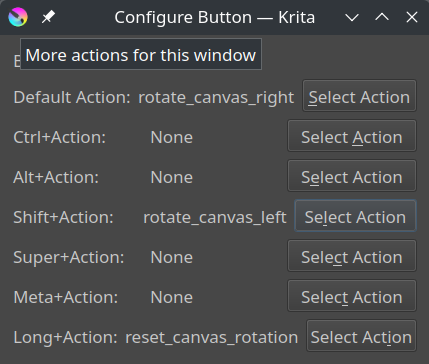 Configure Button — Krita
More actions for this window
Default Action: rotate_canvas_right Select Action
Ctrl+Action: None Select Action
Alt+Action: None Select Action
Shift+Action: rotate_canvas_left Select Action
Super+Action: None Select Action
Meta+Action: None Select Action
Long+Action: reset_canvas_rotation Select Action